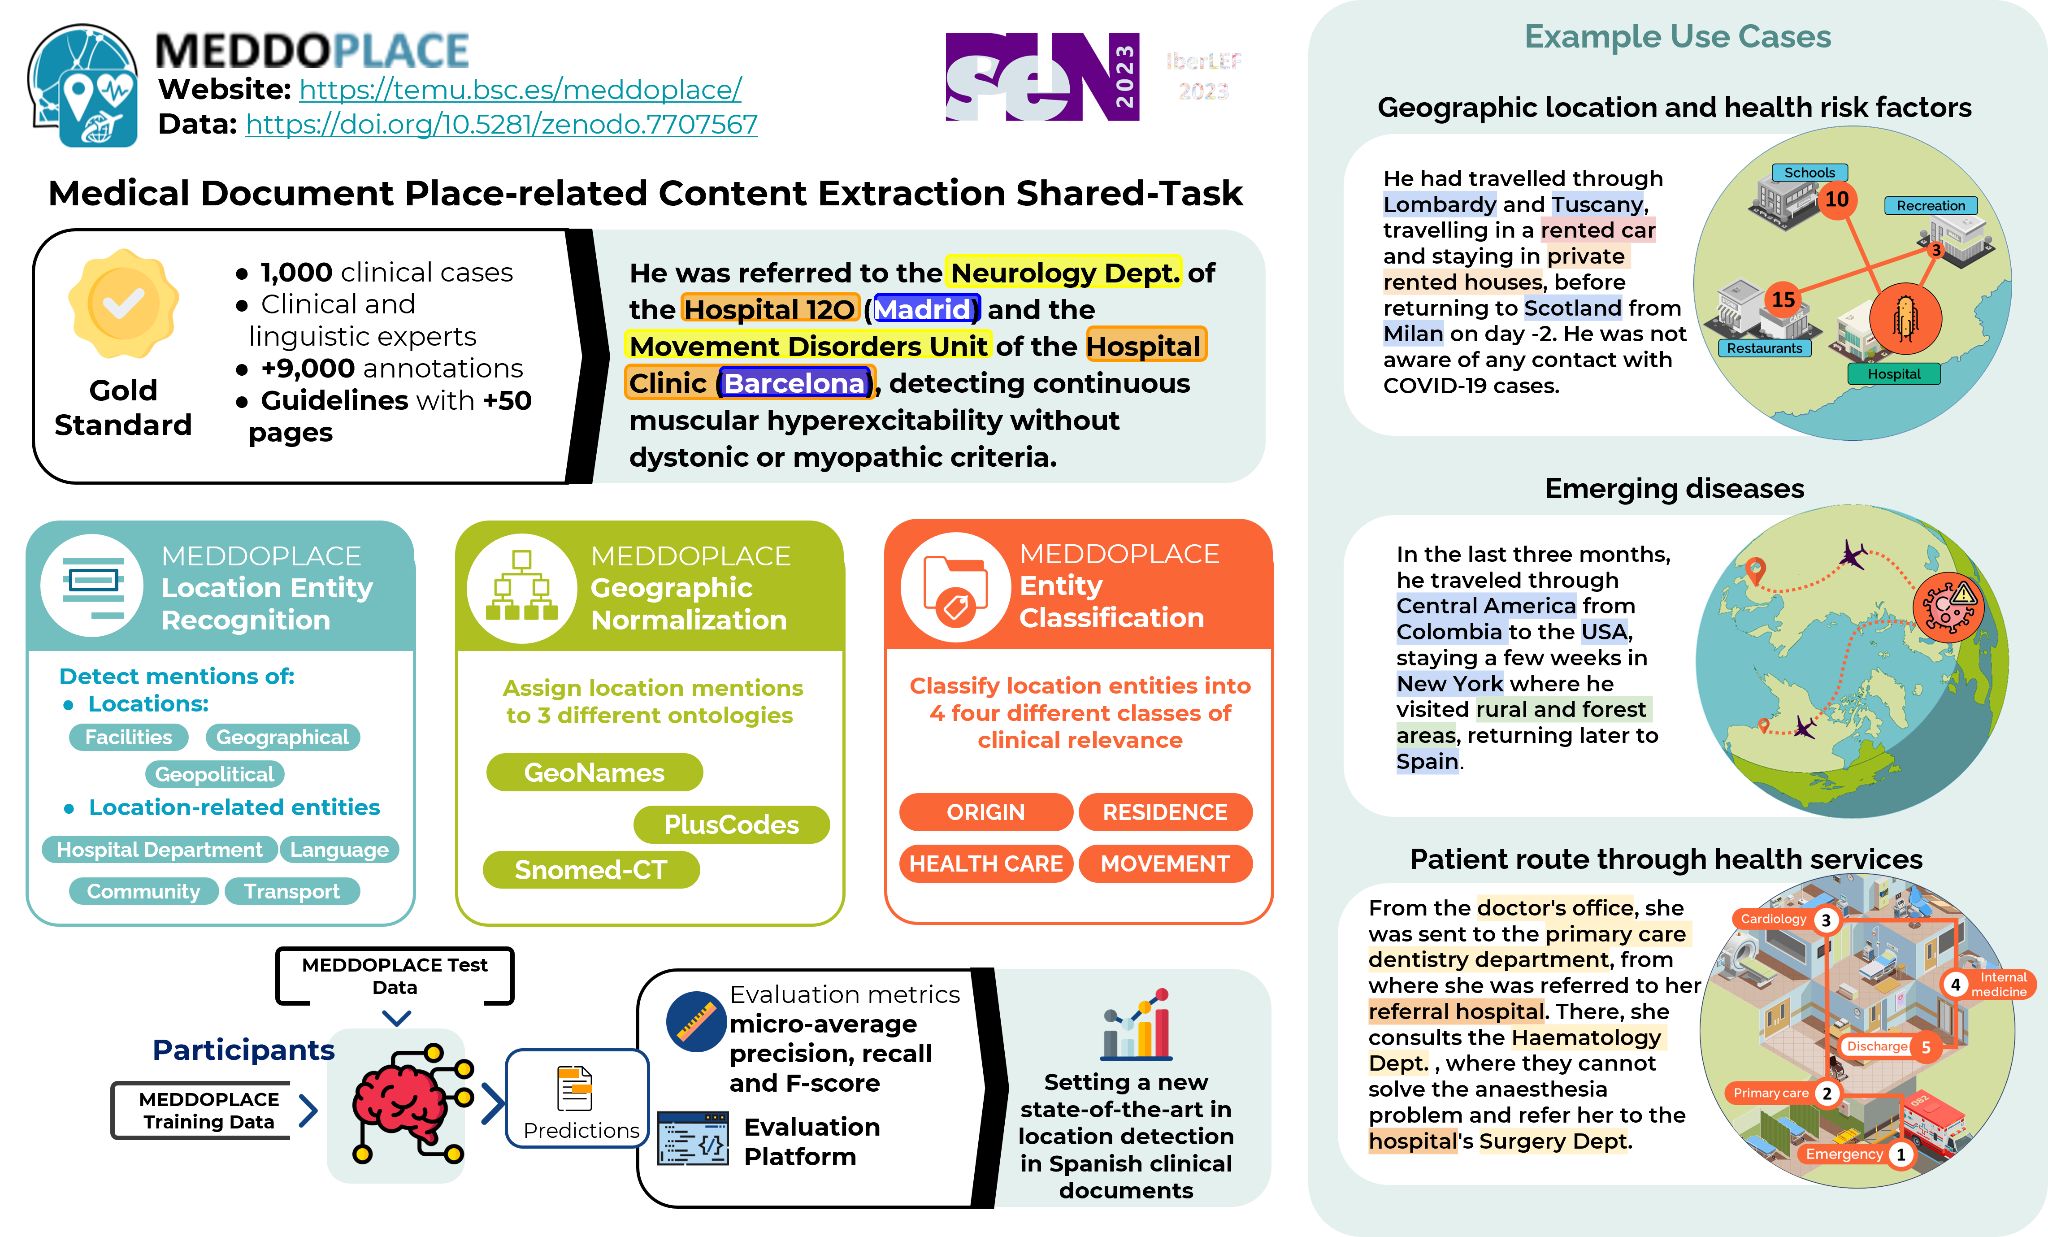 MEDDOPLACE
Website: https://temu.bsc.es/meddoplace/
Data: https://doi.org/10.5281/zenodo.7707567
SEPLN 2023
IberLEF
2023
Medical Document Place-related Content Extraction Shared-Task
Gold
Standard
● 1,000 clinical cases
● Clinical and
linguistic experts
● +9,000 annotations
● Guidelines with +50
pages
He was referred to the Neurology Dept. of
the Hospital 12O (Madrid) and the
Movement Disorders Unit of the Hospital
Clinic (Barcelona), detecting continuous
muscular hyperexcitability without
dystonic or myopathic criteria.
MEDDOPLACE
Location Entity
Recognition
Detect mentions of:
● Locations:
Facilities
Geographical
Geopolitical
● Location-related entities
Hospital Department
Language
Community
Transport
MEDDOPLACE
Geographic
Normalization
Assign location mentions
to 3 different ontologies
GeoNames
PlusCodes
Snomed-CT
MEDDOPLACE
Entity
Classification
Classify location entities into
4 four different classes of
clinical relevance
ORIGIN
RESIDENCE
HEALTH CARE
MOVEMENT
MEDDOPLACE Test
Data
Participants
MEDDOPLACE
Training Data
Predictions
Evaluation metrics
micro-average
precision, recall
and F-score
Evaluation
Platform
Setting a new
state-of-the-art in
location detection
in Spanish clinical
documents
Example Use Cases
Geographic location and health risk factors
He had travelled through
Lombardy and Tuscany,
travelling in a rented car
and staying in private
rented houses, before
returning to Scotland from
Milan on day -2. He was not
aware of any contact with
COVID-19 cases.
Schools
10
Recreation
3
15
Restaurants
Hospital
Emerging diseases
In the last three months,
he traveled through
Central America from
Colombia to the USA,
staying a few weeks in
New York where he
visited rural and forest
areas, returning later to
Spain.
Patient route through health services
From the doctor's office, she
was sent to the primary care
dentistry department, from
where she was referred to her
referral hospital. There, she
consults the Haematology
Dept. , where they cannot
solve the anaesthesia
problem and refer her to the
hospital's Surgery Dept.
Cardiology 3
4 Internal
medicine
Discharge 5
Primary care 2
Emergency 1